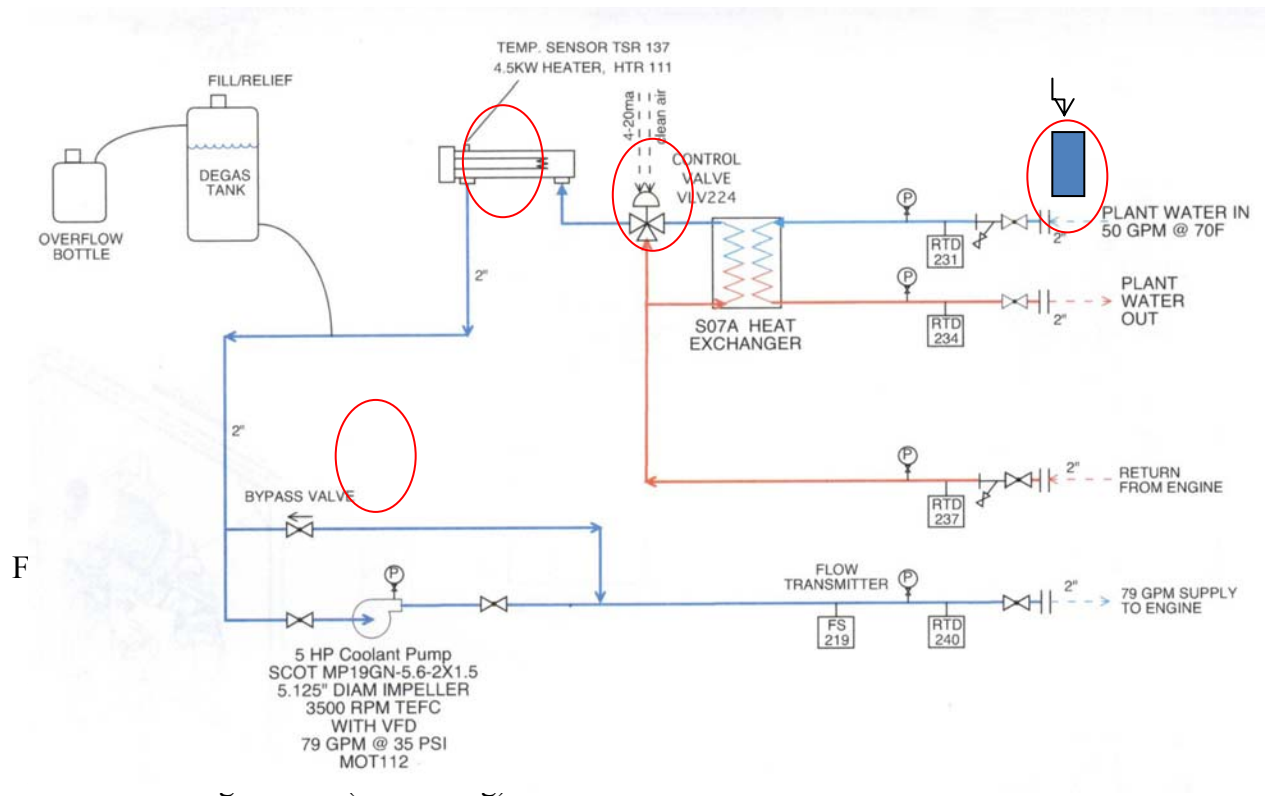 TEMP. SENSOR TSR 137
4.5KW HEATER, HTR 111
FILL/RELIEF
DEGAS
TANK
OVERFLOW
BOTTLE
4-20ma
clean air
CONTROL
VALVE
VLV224
P
RTD
231
2"
PLANT WATER IN
50 GPM @ 70F
P
RTD
234
2"
PLANT
WATER
OUT
S07A HEAT
EXCHANGER
2"
2"
BYPASS VALVE
P
RTD
237
2"
RETURN
FROM ENGINE
F
P
FLOW
TRANSMITTER
FS
219
P
RTD
240
2"
79 GPM SUPPLY
TO ENGINE
5 HP Coolant Pump
SCOT MP19GN-5.6-2X1.5
5.125" DIAM IMPELLER
3500 RPM TEFC
WITH VFD
79 GPM @ 35 PSI
MOT112